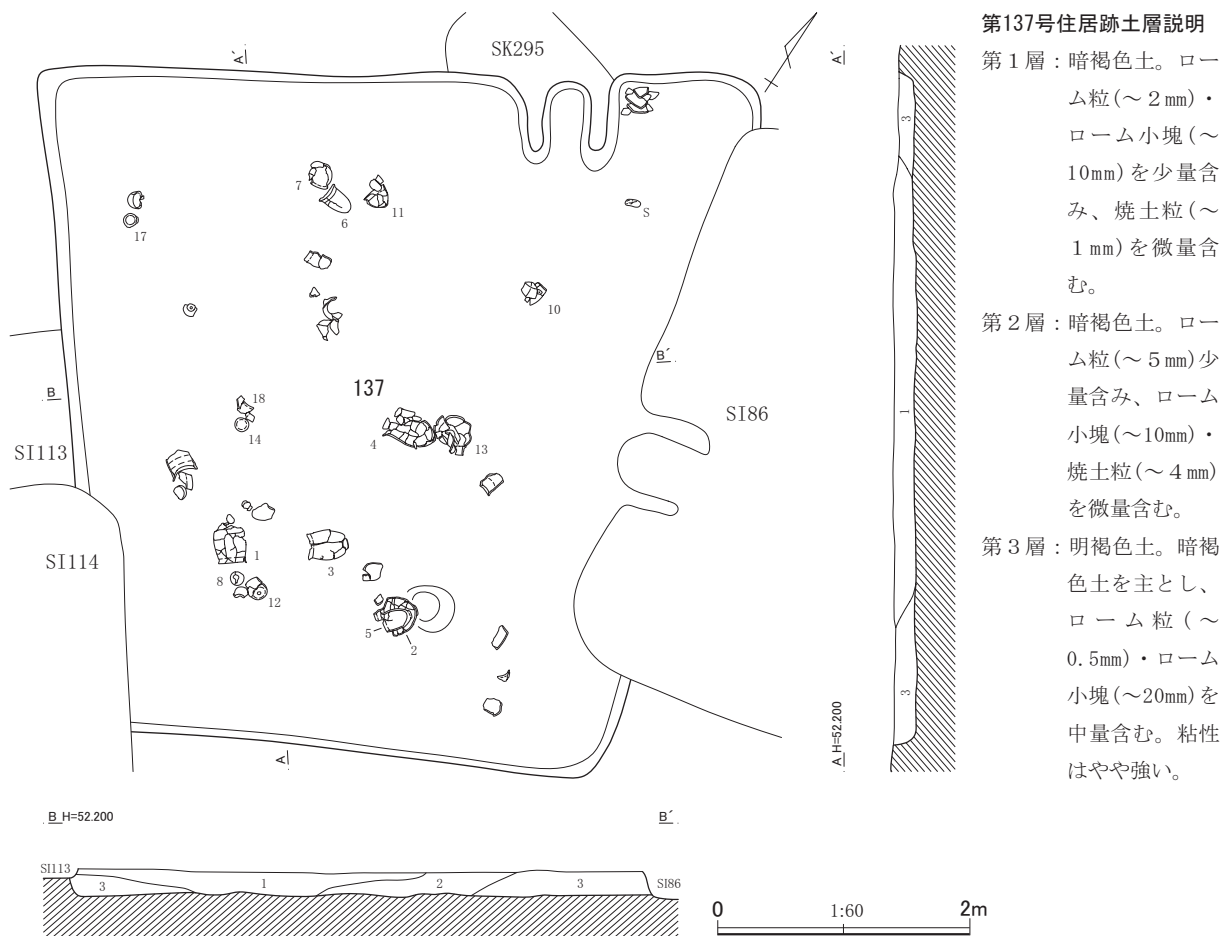 SK295
A´
A´
7
6
11
17
S
10
B´
B
137
18
14
4
13
SI86
SI113
SI114
1
3
8
12
5
2
A
A H=52.200
3
1
3
B H=52.200
B´
SI113
3
1
2
3
SI86
0
1:60
2m
第137号住居跡土層説明
第1層：暗褐色土。ロー
ム粒(～2mm)・
ローム小塊(～
10mm)を少量含
み、焼土粒(～
1mm)を微量含
む。
第2層：暗褐色土。ロー
ム粒(～5mm)少
量含み、ローム
小塊(～10mm)・
焼土粒(～4mm)
を微量含む。
第3層：明褐色土。暗褐
色土を主とし、
ローム粒(～
0.5mm)・ローム
小塊(～20mm)を
中量含む。粘性
はやや強い。